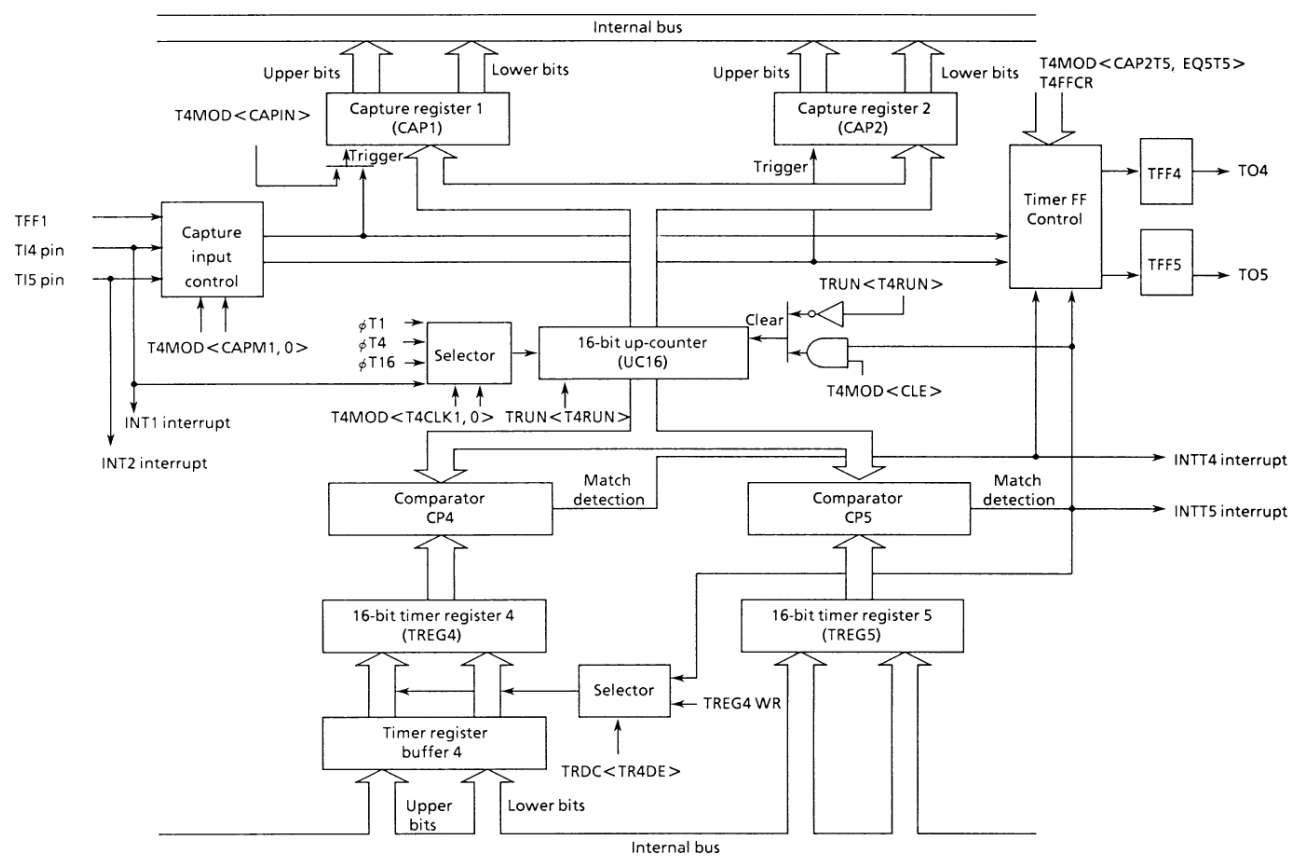 Internal bus
Upper bits
Lower bits
Upper bits
Lower bits
T4MOD<CAP2T5, EQ5T5>
T4FFCR
T4MOD<CAPIN>
Capture register 1
(CAP1)
Capture register 2
(CAP2)
Trigger
Trigger
TFF1
TI4 pin
TI5 pin
Capture
input
control
Timer FF
Control
TFF4
TO4
TFF5
TO5
T4MOD<CAPM1, 0>
ϕT1
ϕT4
ϕT16
Selector
16-bit up-counter
(UC16)
Clear
TRUN<T4RUN>
T4MOD<CLE>
T4MOD<T4CLK1, 0>
TRUN<T4RUN>
INT1 interrupt
INT2 interrupt
INTT4 interrupt
Comparator
CP4
Match
detection
Comparator
CP5
Match
detection
INTT5 interrupt
16-bit timer register 4
(TREG4)
16-bit timer register 5
(TREG5)
Selector
TREG4 WR
Timer register
buffer 4
TRDC<TR4DE>
Upper
bits
Lower bits
Internal bus